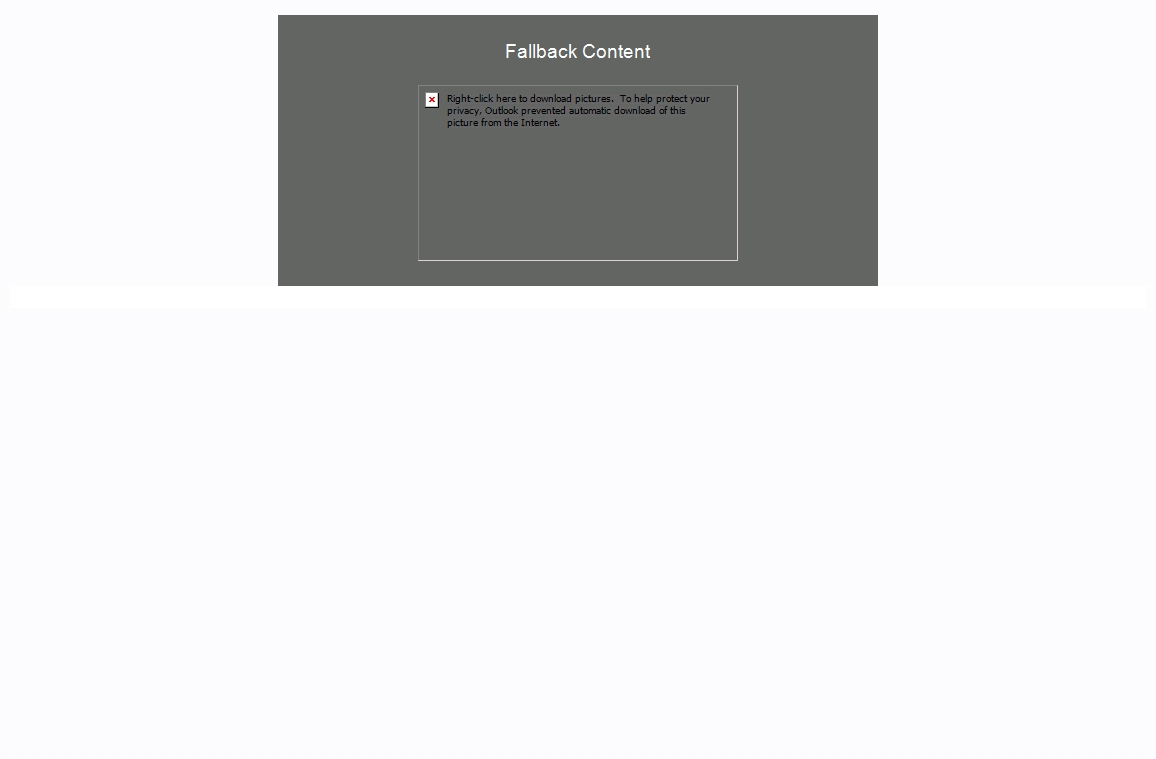 Fallback Content
Right-click here to download pictures.  To help protect your
privacy, Outlook prevented automatic download of this
picture from the Internet.